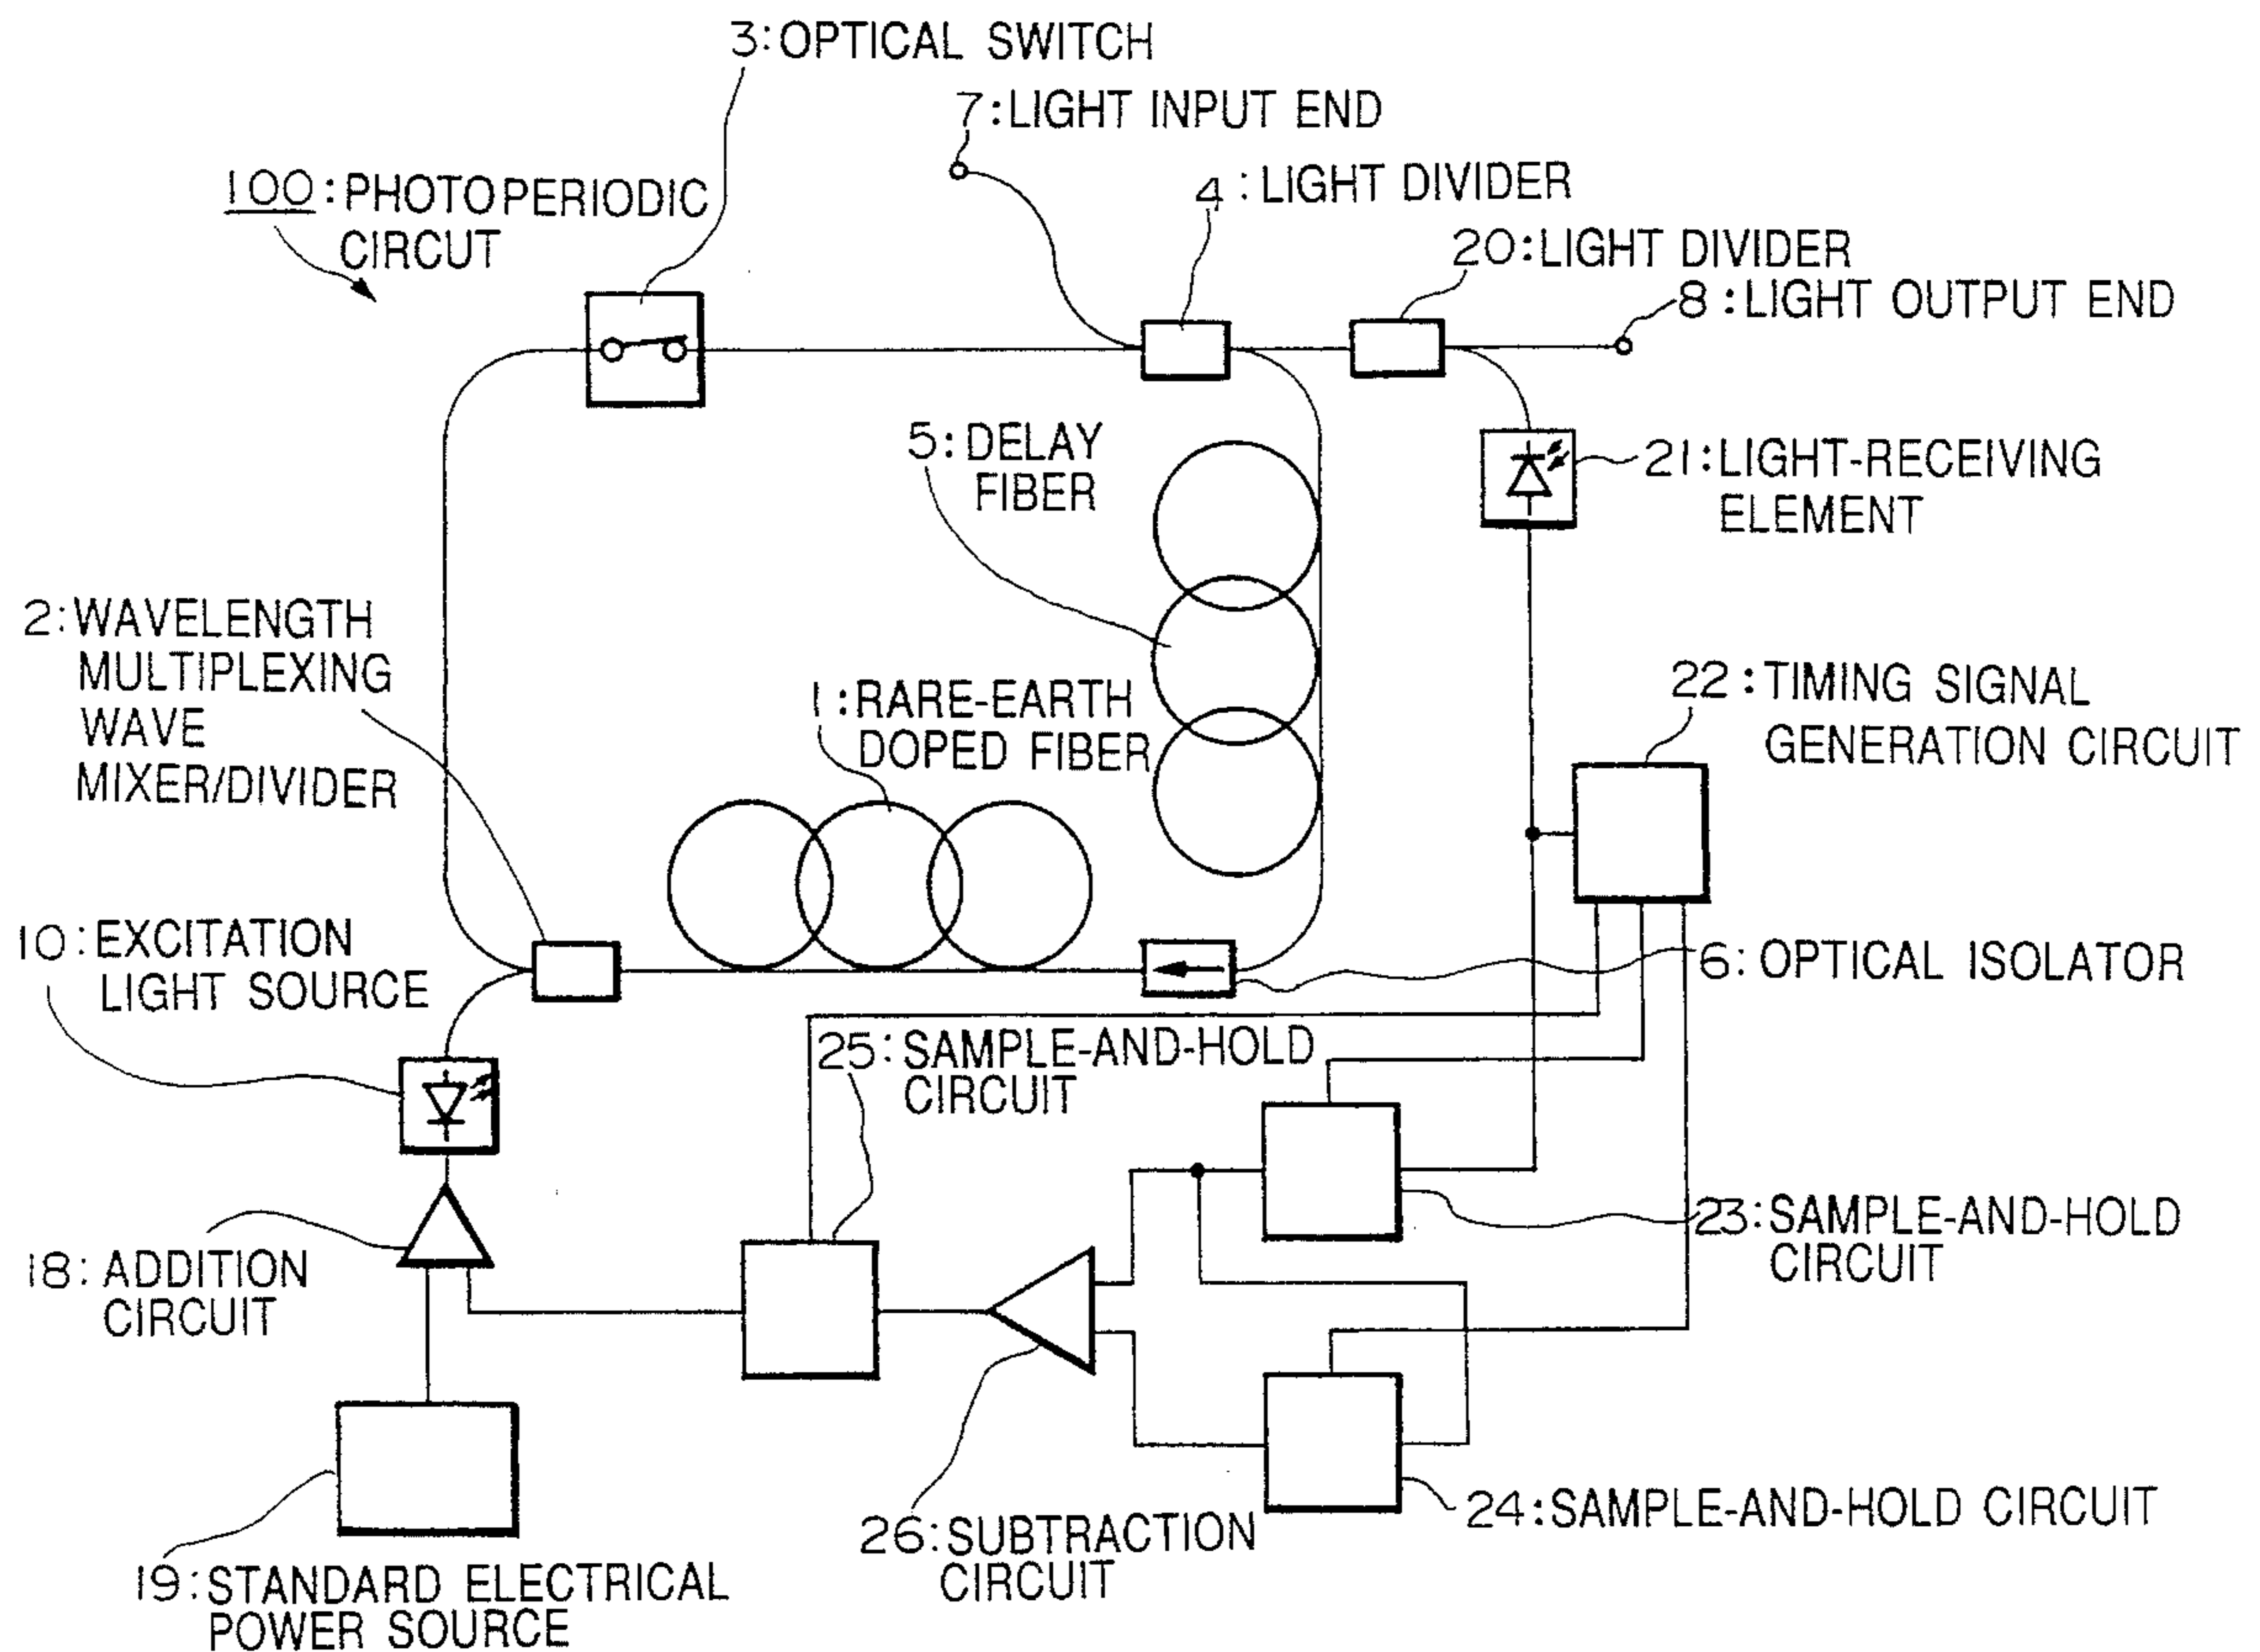 3:OPTICAL SWITCH
7:LIGHT INPUT END
100:PHOTOPERIODIC
CIRCUT
4:LIGHT DIVIDER
20:LIGHT DIVIDER
8:LIGHT OUTPUT END
5:DELAY
FIBER
21:LIGHT-RECEIVING
ELEMENT
2:WAVELENGTH
MULTIPLEXING
WAVE
MIXER/DIVIDER
1:RARE-EARTH
DOPED FIBER
22:TIMING SIGNAL
GENERATION CIRCUIT
10:EXCITATION
LIGHT SOURCE
6:OPTICAL ISOLATOR
25:SAMPLE-AND-HOLD
CIRCUIT
23:SAMPLE-AND-HOLD
CIRCUIT
18:ADDITION
CIRCUIT
24:SAMPLE-AND-HOLD CIRCUIT
26:SUBTRACTION
CIRCUIT
19:STANDARD ELECTRICAL
POWER SOURCE